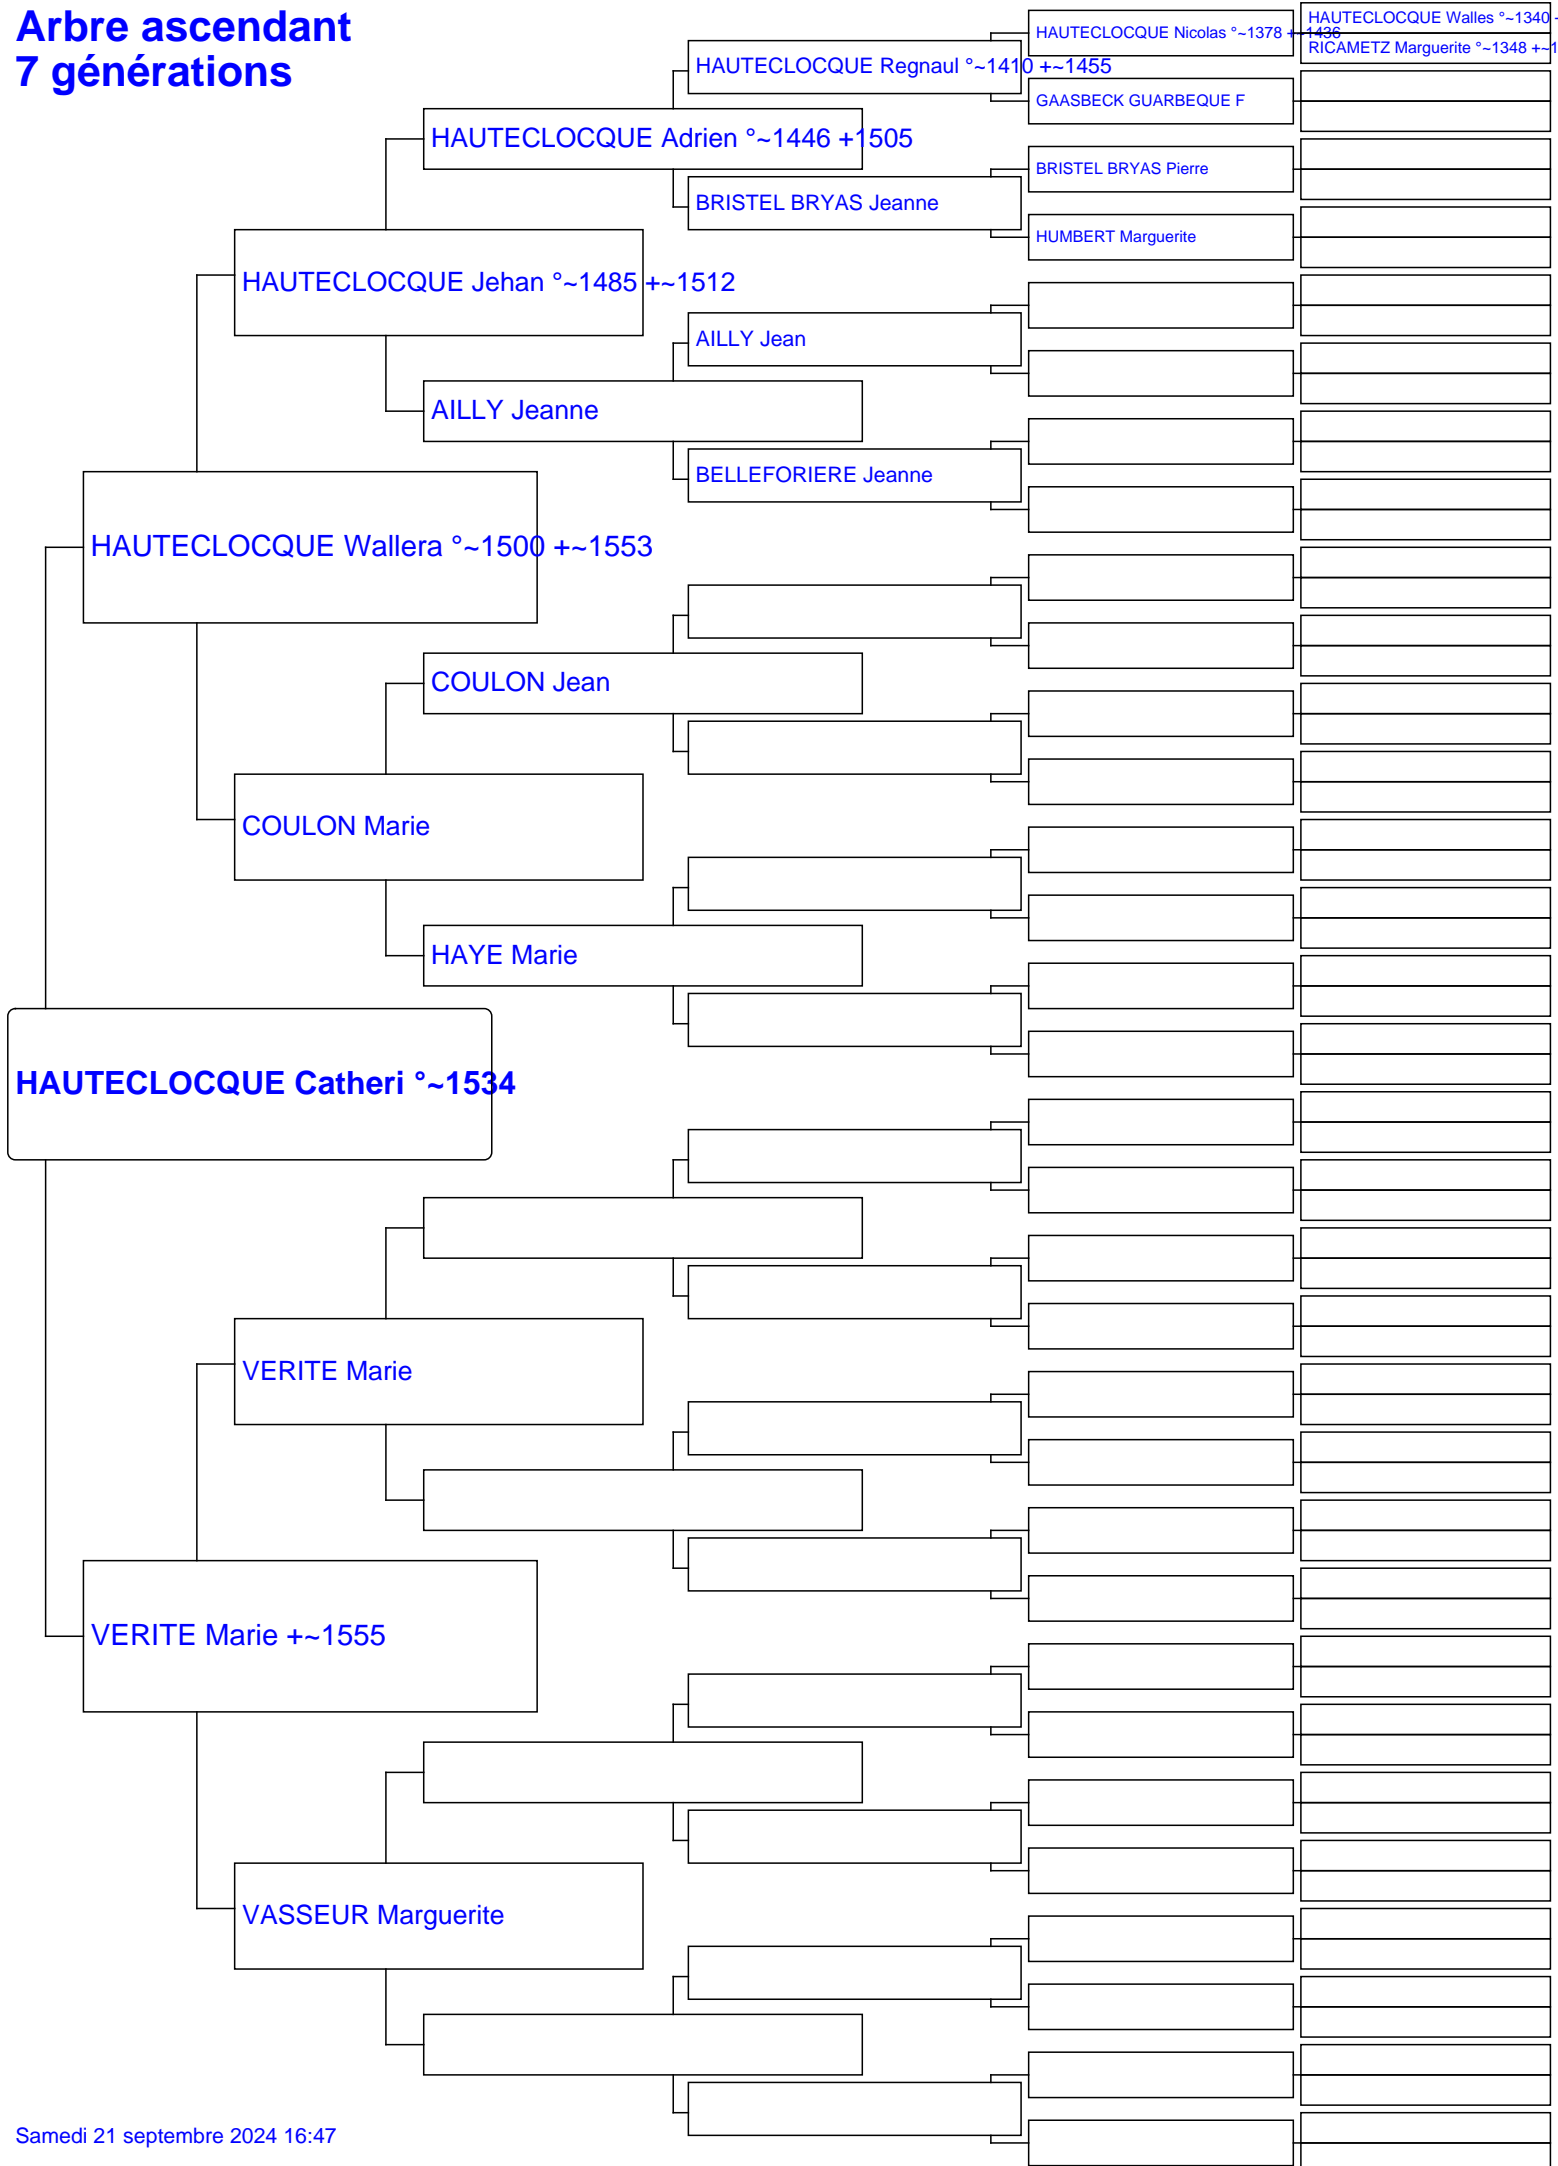 Arbre ascendant
7 générations
HAUTECLOCQUE Walles °~1340 +
HAUTECLOCQUE Nicolas °~1378 +~1436
RICAMETZ Marguerite °~1348 +~1
HAUTECLOCQUE Regnaul °~1410 +~1455
GAASBECK GUARBEQUE F
HAUTECLOCQUE Adrien °~1446 +1505
BRISTEL BRYAS Pierre
BRISTEL BRYAS Jeanne
HUMBERT Marguerite
HAUTECLOCQUE Jehan °~1485 +~1512
AILLY Jean
AILLY Jeanne
BELLEFORIERE Jeanne
HAUTECLOCQUE Wallera °~1500 +~1553
COULON Jean
COULON Marie
HAYE Marie
HAUTECLOCQUE Catheri °~1534
VERITE Marie
VERITE Marie +~1555
VASSEUR Marguerite
Samedi 21 septembre 2024 16:47